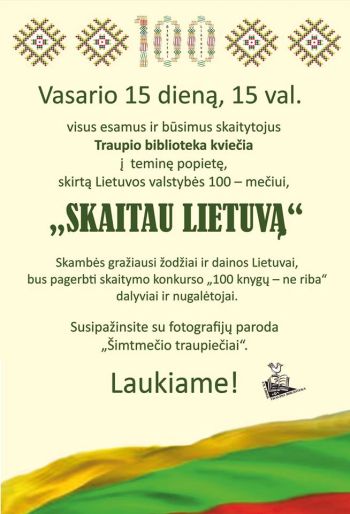 100
Vasario 15 dieną, 15 val.
visus esamus ir būsimus skaitytojus
Traupio biblioteka kviečia
į teminę popietę,
skirtą Lietuvos valstybės 100 – mečiui,
„SKAITAU LIETUVĄ“
Skambės gražiausi žodžiai ir dainos Lietuvai,
bus pagerbti skaitymo konkurso „100 knygų – ne riba“
dalyviai ir nugalėtojai.
Susipažinsite su fotografijų paroda
„Šimtmečio traupiečiai“.
Laukiame!